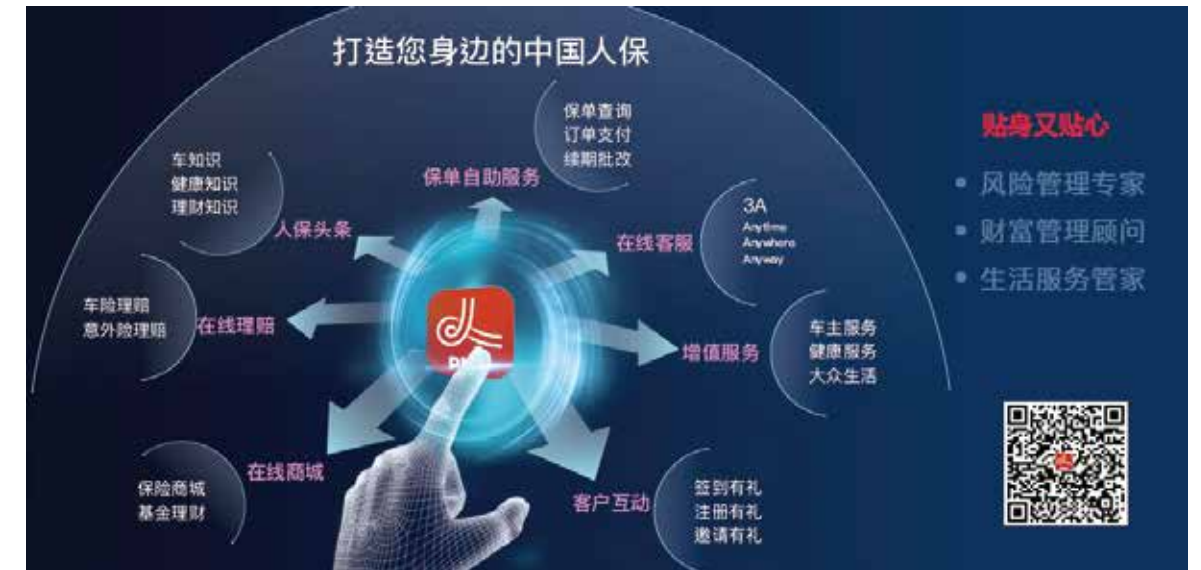 打造您身边的中国人保
保单查询
订单支付
续期批改
保单自助服务
车知识
健康知识
理财知识
人保头条
3A
Anytime
Anywhere
Anyway
在线客服
车险理赔
意外险理赔
在线理赔
增值服务
车主服务
健康服务
大众生活
保险商城
基金理财
在线商城
客户互动
签到有礼
注册有礼
邀请有礼
贴身又贴心
• 风险管理专家
• 财富管理顾问
• 生活服务管家